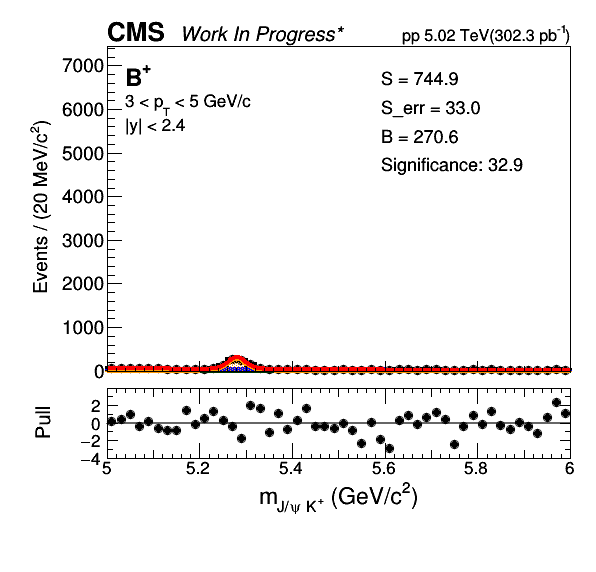 CMS Work In Progress* pp 5.02 TeV(302.3 pb⁻¹)
B⁺
3 < p_T < 5 GeV/c
|y| < 2.4
S = 744.9
S_err = 33.0
B = 270.6
Significance: 32.9
Events / (20 MeV/c²)
7000
6000
5000
4000
3000
2000
1000
0
Pull
2
0
−2
−4
5 5.2 5.4 5.6 5.8 6
m_{J/ψ K⁺} (GeV/c²)